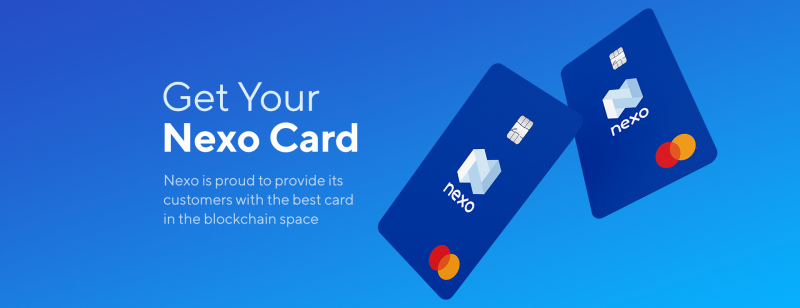 Get Your
Nexo Card
Nexo is proud to provide its
customers with the best card
in the blockchain space
nexo
nexo